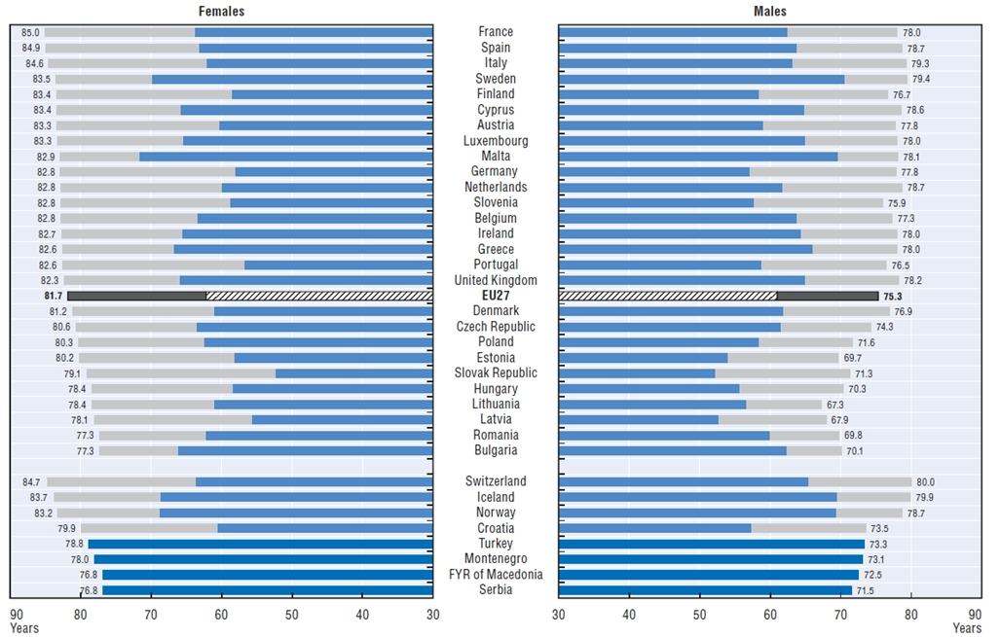 Females Males
85.0 France 78.0
84.9 Spain 78.7
84.6 Italy 79.3
83.5 Sweden 79.4
83.4 Finland 76.7
83.4 Cyprus 78.6
83.3 Austria 77.8
83.3 Luxembourg 78.0
82.9 Malta 78.1
82.8 Germany 77.8
82.8 Netherlands 78.7
82.8 Slovenia 75.9
82.8 Belgium 77.3
82.7 Ireland 78.0
82.6 Greece 78.0
82.6 Portugal 76.5
82.3 United Kingdom 78.2
81.7 EU27 75.3
81.2 Denmark 76.9
80.6 Czech Republic 74.3
80.3 Poland 71.6
80.2 Estonia 69.7
79.1 Slovak Republic 71.3
78.4 Hungary 70.3
78.4 Lithuania 67.3
78.1 Latvia 67.9
77.3 Romania 69.8
77.3 Bulgaria 70.1
84.7 Switzerland 80.0
83.7 Iceland 79.9
83.2 Norway 78.7
79.9 Croatia 73.5
78.8 Turkey 73.3
78.0 Montenegro 73.1
76.8 FYR of Macedonia 72.5
76.8 Serbia 71.5
90 80 70 60 50 40 30 30 40 50 60 70 80 90
Years Years